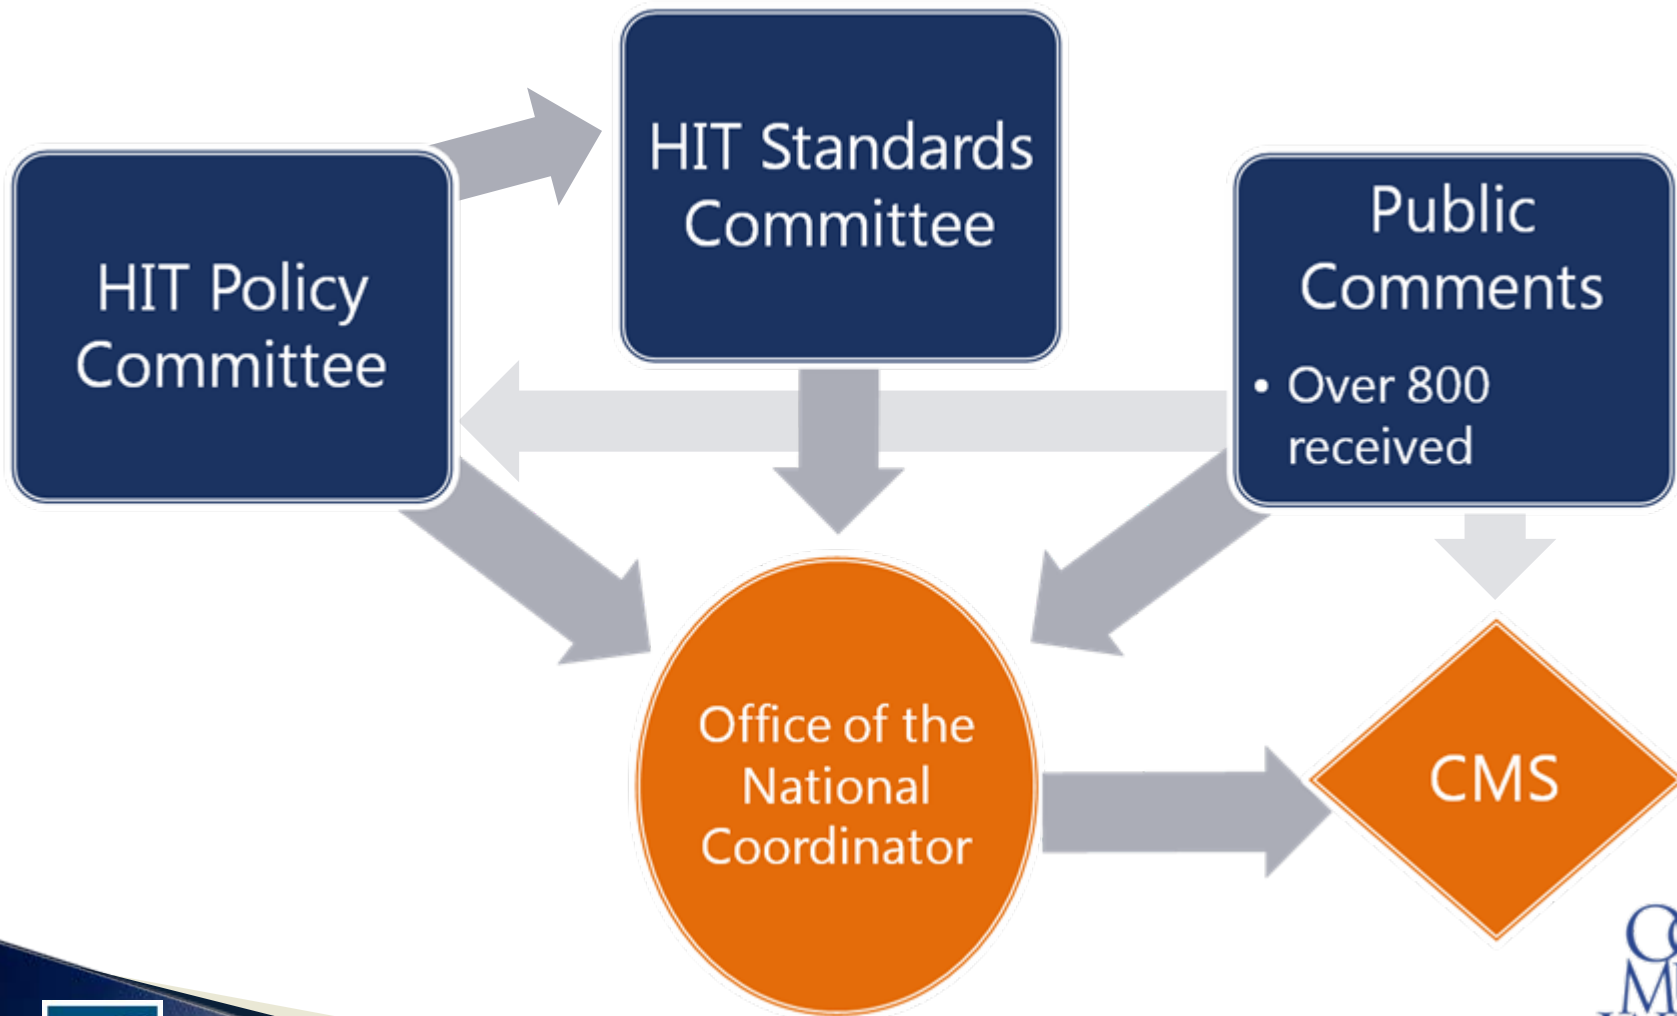 HIT Policy
Committee
HIT Standards
Committee
Public
Comments
• Over 800
received
Office of the
National
Coordinator
CMS